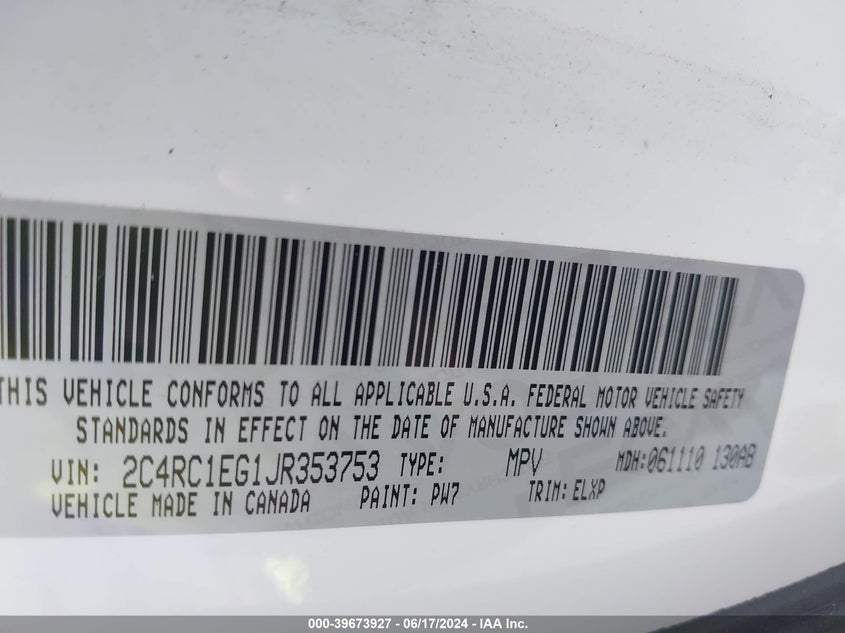 THIS VEHICLE CONFORMS TO ALL APPLICABLE U.S.A. FEDERAL MOTOR VEHICLE SAFETY
STANDARDS IN EFFECT ON THE DATE OF MANUFACTURE SHOWN ABOVE.
VIN: 2C4RC1EG1JR353753 TYPE: MPV MDH:061110 130AB
VEHICLE MADE IN CANADA PAINT: PW7 TRIM: ELXP
000-39673927 - 06/17/2024 - IAA Inc.